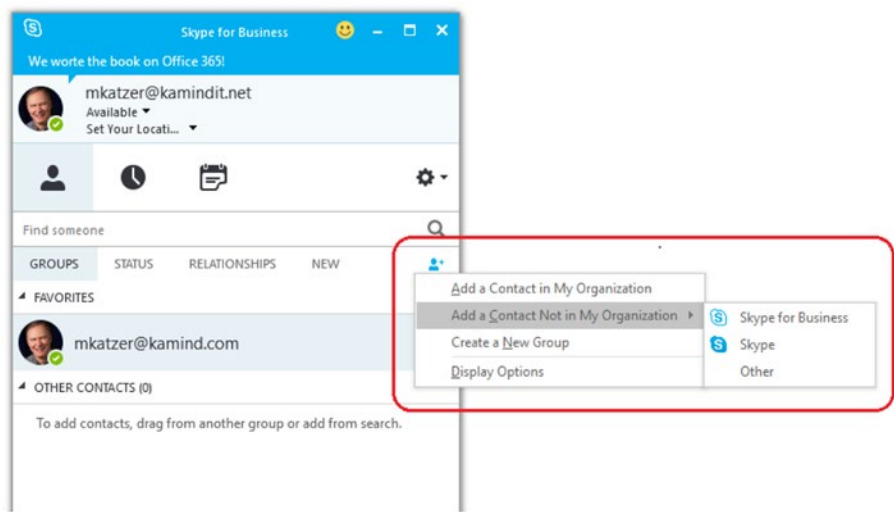 Skype for Business
We worte the book on Office 365!
mkatzer@kamindit.net
Available
Set Your Locati...
Find someone
GROUPS STATUS RELATIONSHIPS NEW
FAVORITES
mkatzer@kamind.com
OTHER CONTACTS (0)
To add contacts, drag from another group or add from search.
Add a Contact in My Organization
Add a Contact Not in My Organization
Create a New Group
Display Options
Skype for Business
Skype
Other